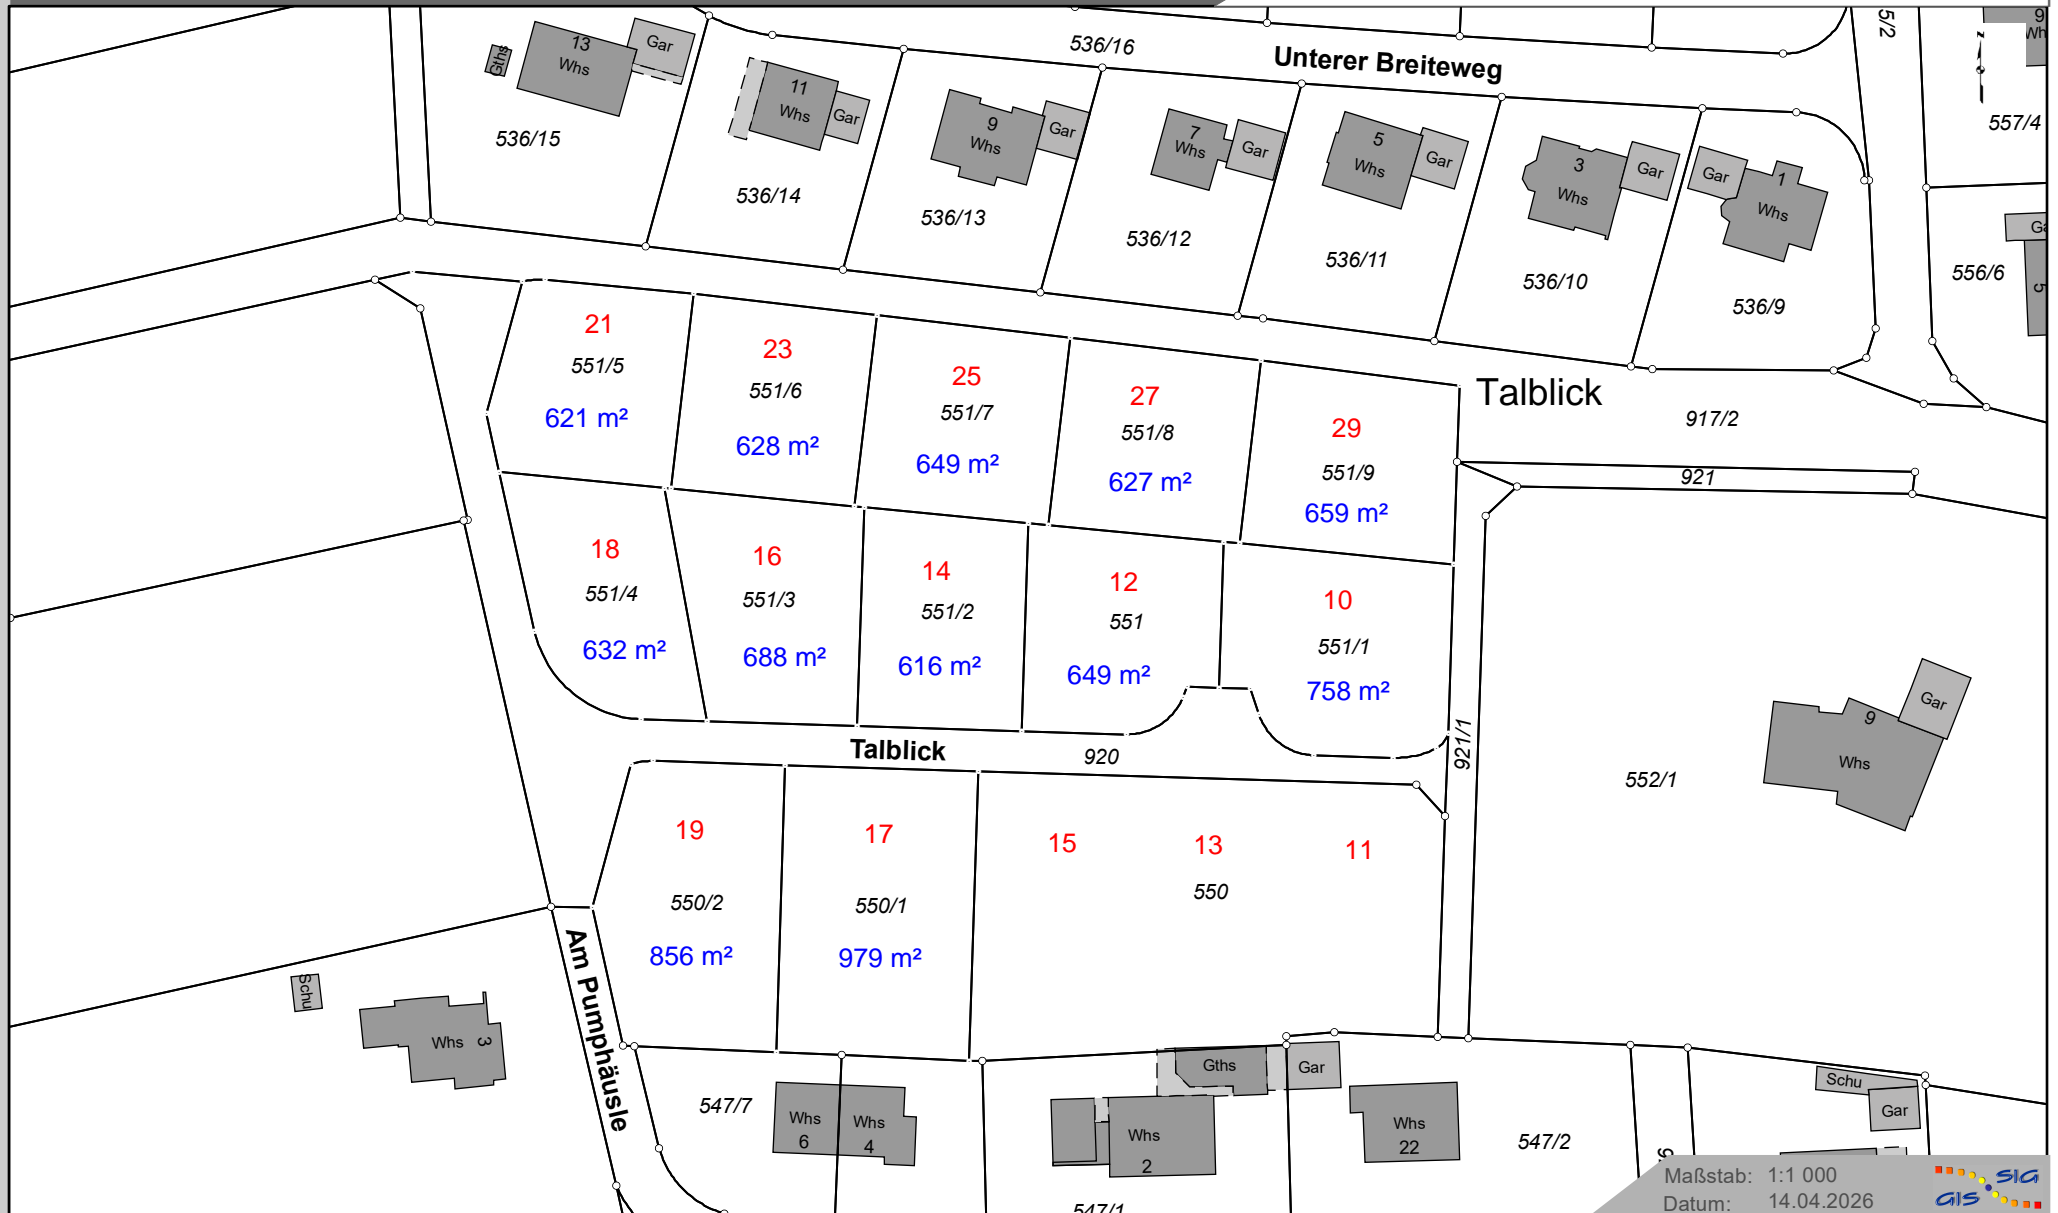 536/16
Unterer Breiteweg
5/2
9
Wh
557/4
13
Whs
Gar
Gths
536/15
11
Whs
Gar
536/14
9
Whs
Gar
536/13
7
Whs
Gar
536/12
5
Whs
Gar
536/11
3
Whs
Gar
536/10
Gar
1
Whs
536/9
556/6
Ga
5
21
551/5
621 m²
23
551/6
628 m²
25
551/7
649 m²
27
551/8
627 m²
29
551/9
659 m²
Talblick
917/2
921
18
551/4
632 m²
16
551/3
688 m²
14
551/2
616 m²
12
551
649 m²
10
551/1
758 m²
921/1
Talblick
920
552/1
9
Whs
Gar
19
550/2
856 m²
17
550/1
979 m²
15
13
11
550
Am Pumphäusle
Schu
Whs
3
547/7
Whs
6
Whs
4
Gths
Gar
Whs
2
547/1
Whs
22
547/2
Schu
Gar
Maßstab: 1:1 000
Datum: 14.04.2026
SIG
GIS